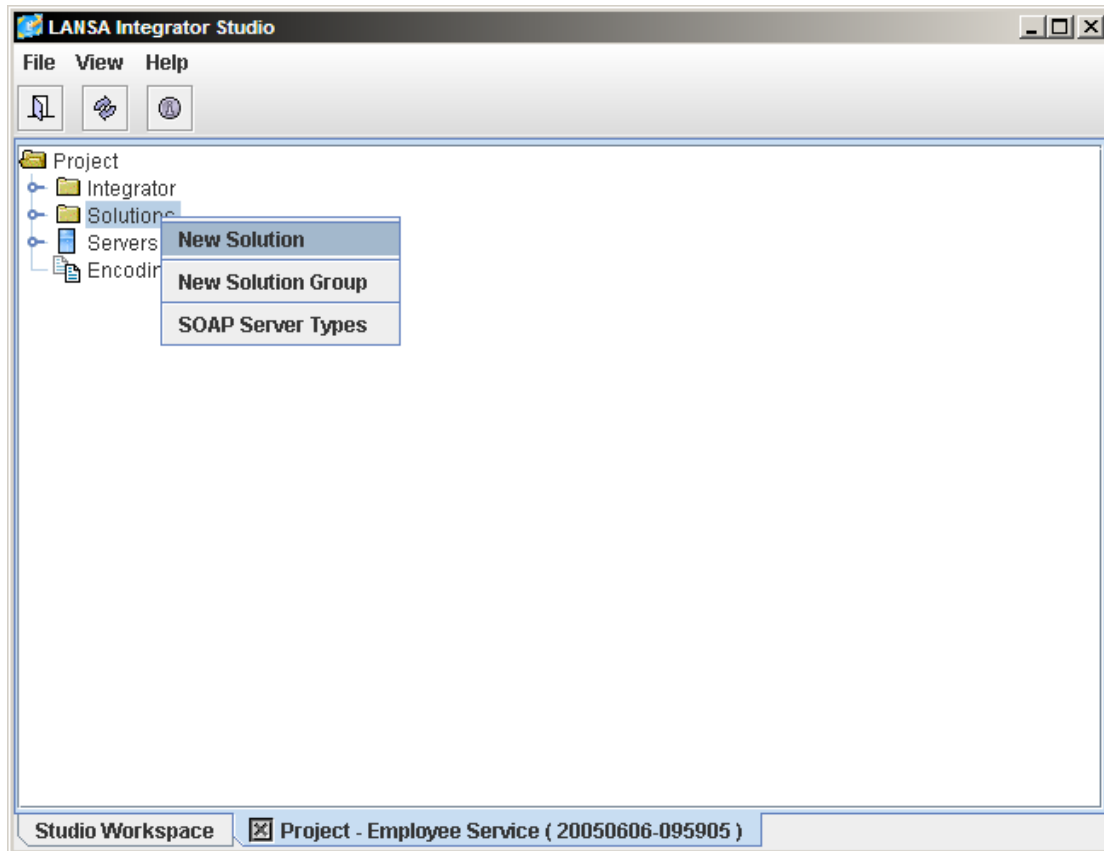 LANSA Integrator Studio
File View Help
Project
Integrator
Solutions
New Solution
Servers
Encodin
New Solution Group
SOAP Server Types
Studio Workspace
Project - Employee Service ( 20050606-095905 )